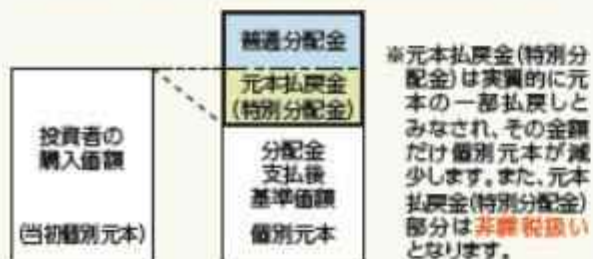 普通分配金
元本払戻金
(特別分配金)
投資者の
購入価額
(当初個別元本)
分配金
支払後
基準価額
個別元本
※元本払戻金(特別分
配金)は実質的に元
本の一部払戻しと
みなされ、その金額
だけ個別元本が減
少します。また、元本
払戻金(特別分配金)
部分は非課税扱い
となります。